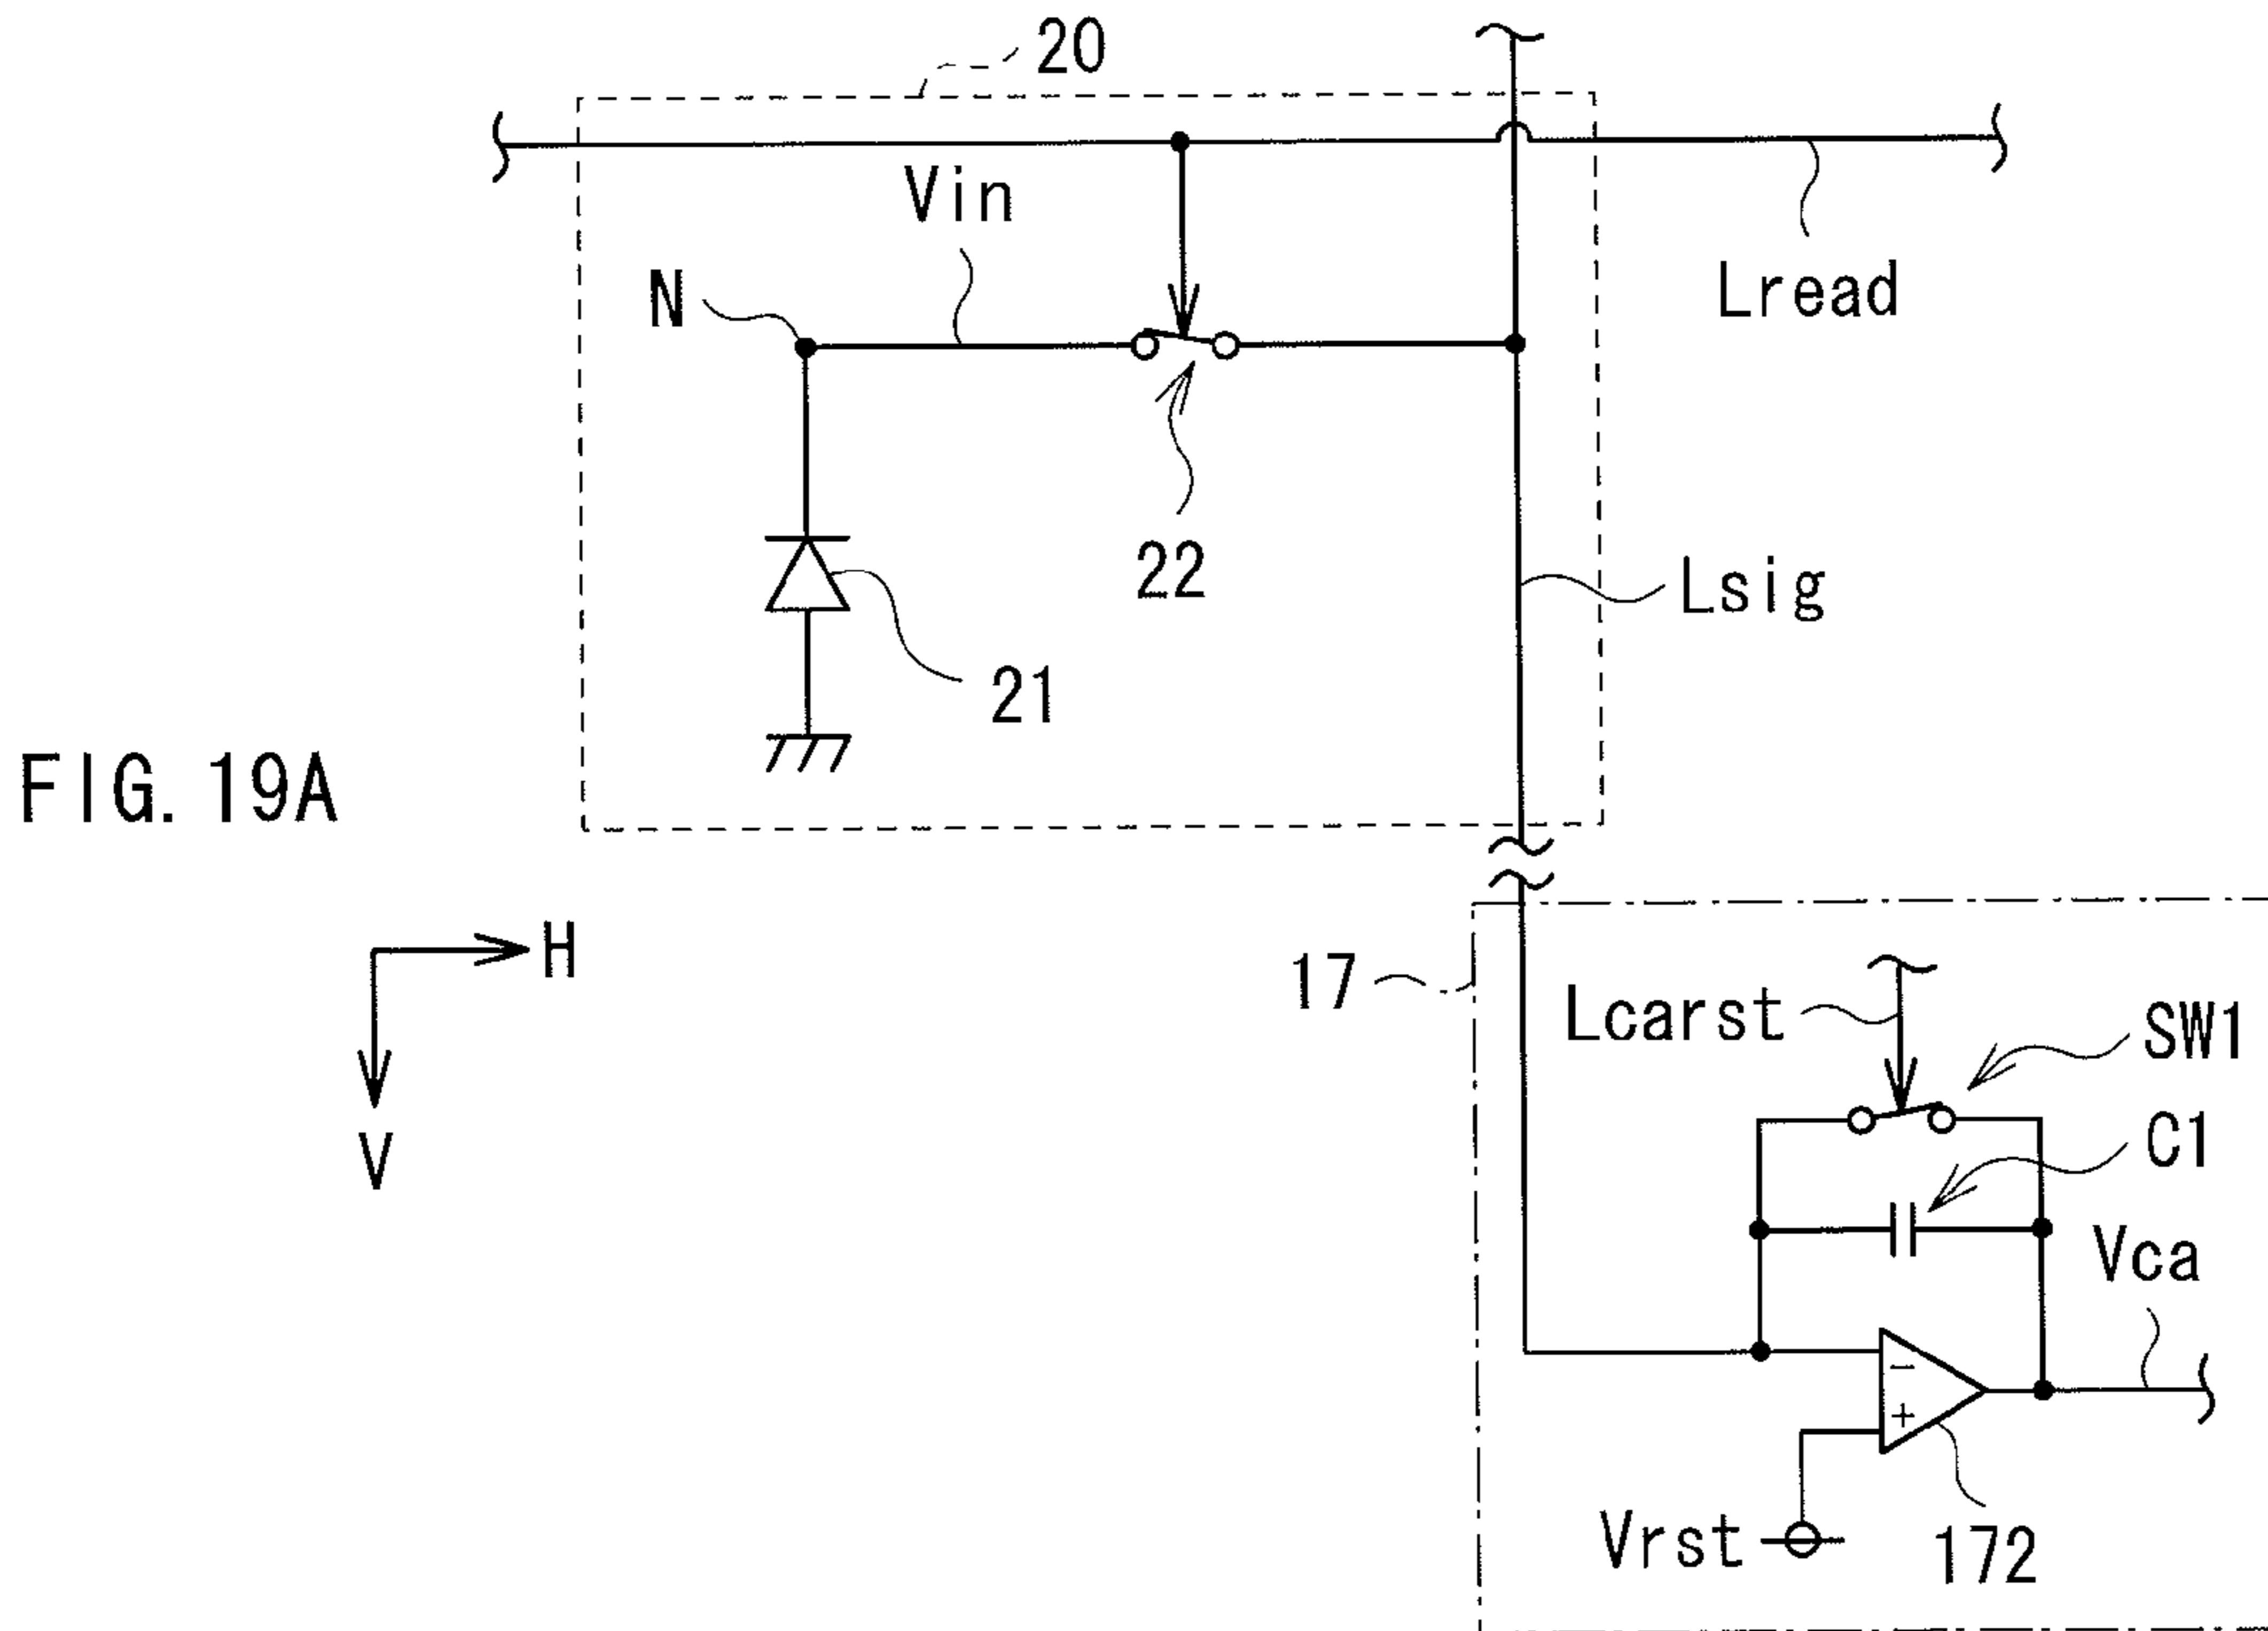 20
Vin
N
Lread
22
Lsig
21
FIG. 19A
H
17
Lcarst
SW1
V
C1
Vca
−
+
Vrst
172